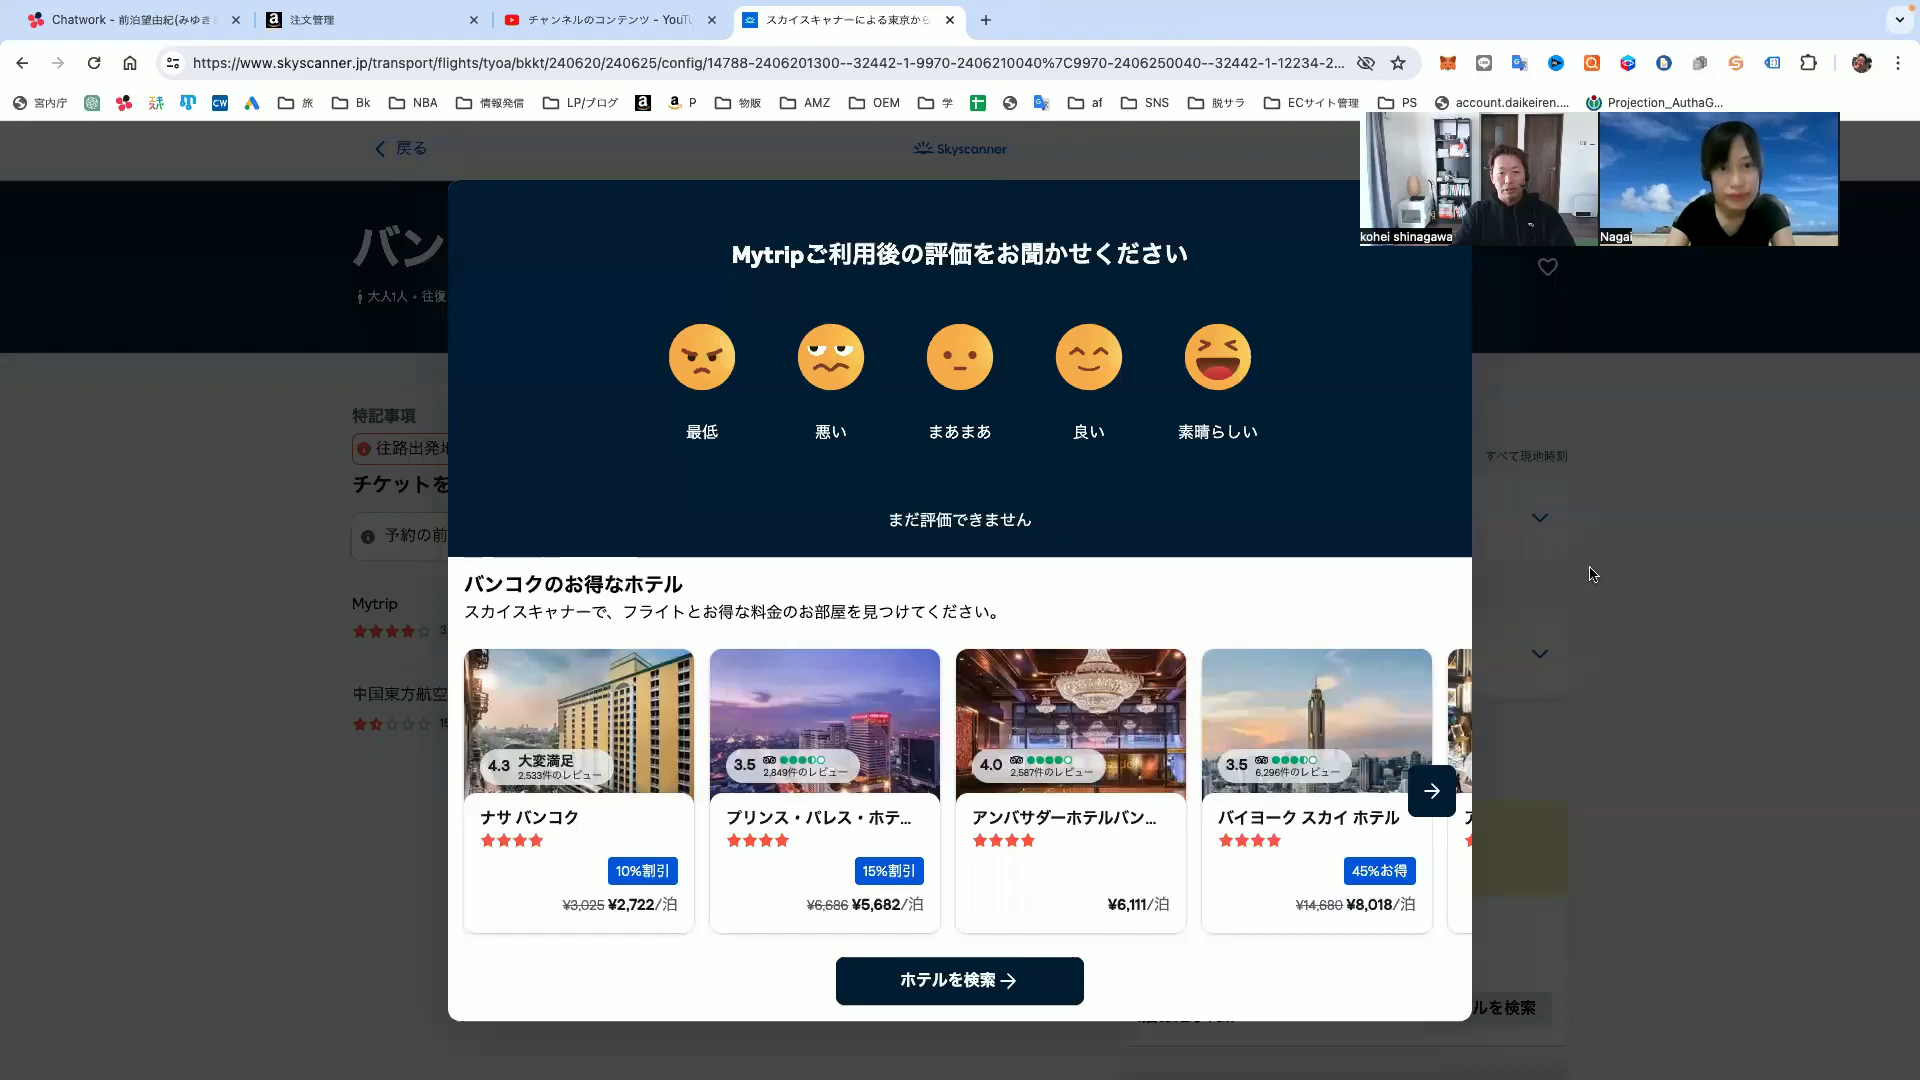 Chatwork - 前泊望由紀(みゆき
注文管理
チャンネルのコンテンツ - YouTu
スカイスキャナーによる東京から
https://www.skyscanner.jp/transport/flights/tyoa/bkkt/240620/240625/config/14788-2406201300--32442-1-9970-2406210040%7C9970-2406250040--32442-1-12234-2...
宮内庁
CW
旅
Bk
NBA
情報発信
LP/ブログ
P
物販
AMZ
OEM
学
af
SNS
脱サラ
ECサイト管理
PS
account.daikeiren....
Projection_AuthaG...
戻る
Skyscanner
kohei shinagawa
Nagai
バン
大人1人 • 往復
Mytripご利用後の評価をお聞かせください
最低
悪い
まあまあ
良い
素晴らしい
まだ評価できません
特記事項
往路出発地
チケットを
予約の前
すべて現地時刻
Mytrip
3
中国東方航空
バンコクのお得なホテル
スカイスキャナーで、フライトとお得な料金のお部屋を見つけてください。
4.3 大変満足
2,533件のレビュー
ナサ バンコク
10%割引
¥3,025 ¥2,722/泊
3.5
2,849件のレビュー
プリンス・パレス・ホテ...
15%割引
¥6,686 ¥5,682/泊
4.0
2,587件のレビュー
アンバサダーホテルバン...
¥6,111/泊
3.5
6,296件のレビュー
バイヨーク スカイ ホテル
45%お得
¥14,680 ¥8,018/泊
ホテルを検索
ルを検索